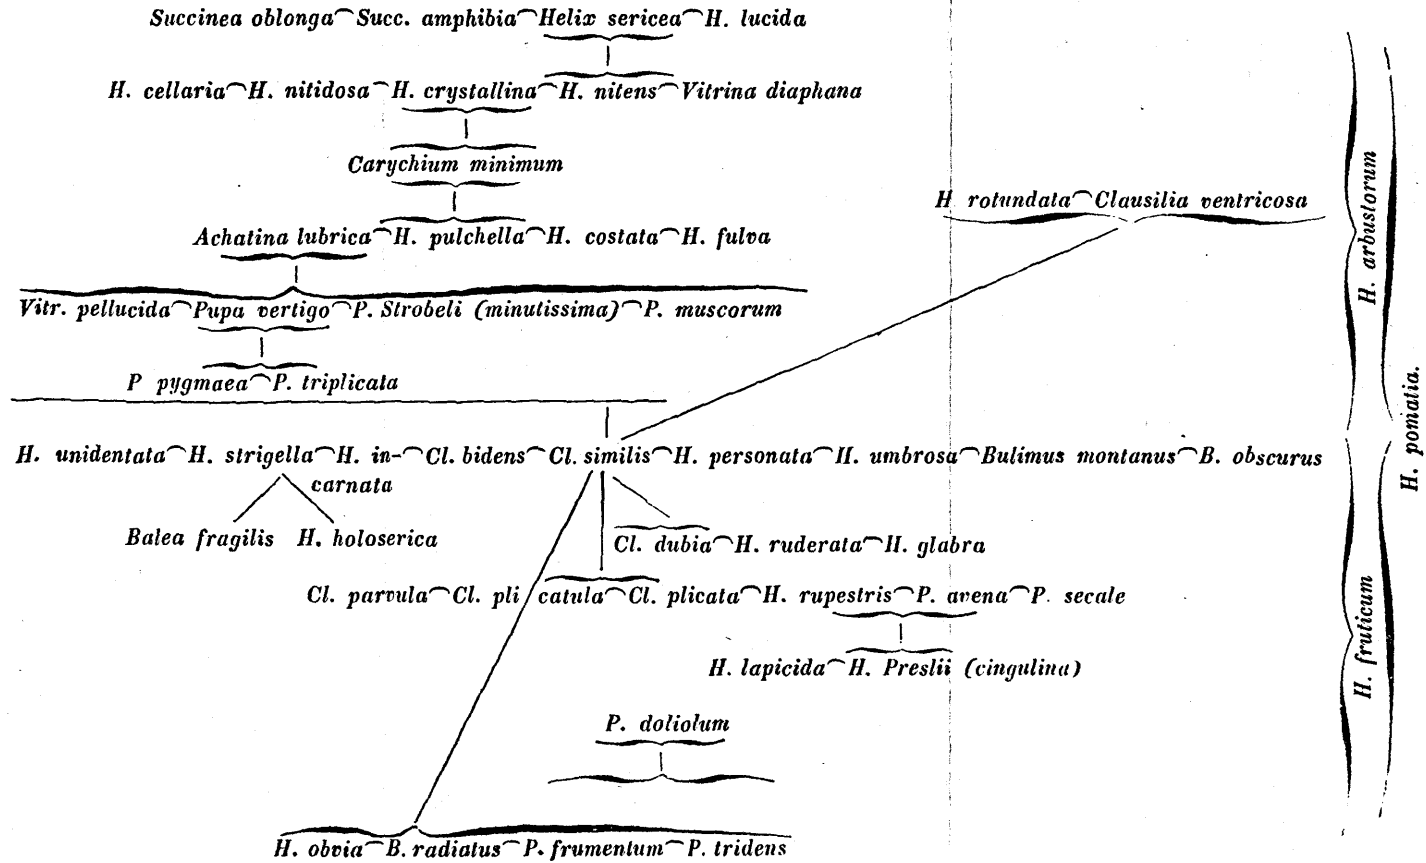 Succinea oblonga⁀Succ. amphibia⁀Helix sericea⁀H. lucida
H. cellaria⁀H. nitidosa⁀H. crystallina⁀H. nitens⁀Vitrina diaphana
Carychium minimum
H rotundata⁀Clausilia ventricosa
Achatina lubrica⁀H. pulchella⁀H. costata⁀H. fulva
Vitr. pellucida⁀Pupa vertigo⁀P. Strobeli (minutissima)⁀P. muscorum
P pygmaea⁀P. triplicata
H. unidentata⁀H. strigella⁀H. in-⁀Cl. bidens⁀Cl. similis⁀H. personata⁀H. umbrosa⁀Bulimus montanus⁀B. obscurus
carnata
Balea fragilis H. holoserica
Cl. dubia⁀H. ruderata⁀H. glabra
Cl. parvula⁀Cl. pli catula⁀Cl. plicata⁀H. rupestris⁀P. avena⁀P. secale
H. lapicida⁀H. Preslii (cingulina)
P. doliolum
H. obvia⁀B. radiatus⁀P. frumentum⁀P. tridens
H. arbustorum
H. fruticum
H. pomatia.